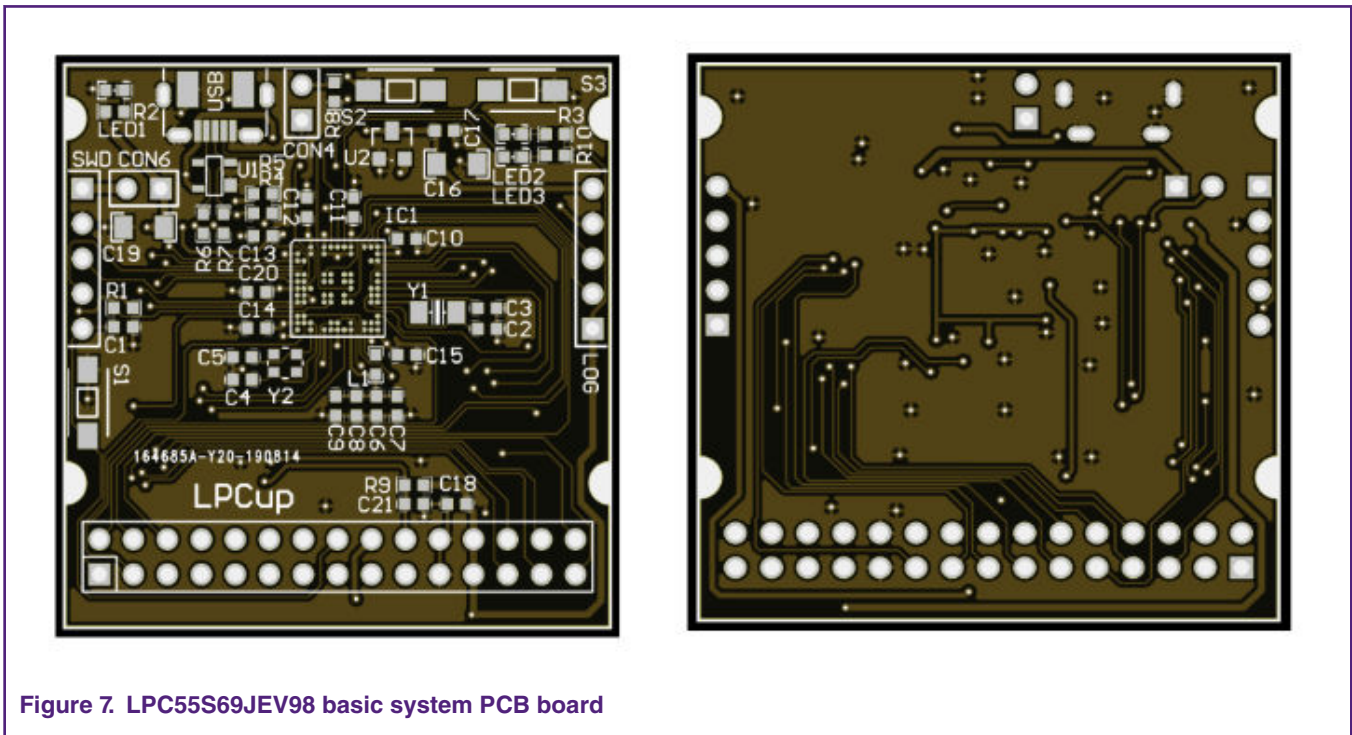 USB
S3
R2
LED1
R8
S2
C17
R3
R10
CON4
U2
SWD CON6
U1
R5
R4
C16
LED2
LED3
C12
C11
IC1
C19
R6
R7
C13
C10
C20
R1
C14
Y1
C3
C2
C1
S1
C5
C15
LOG
C4
Y2
L1
C9
C8
C6
C7
164685A-Y20-190814
LPCup
R9
C18
C21
Figure 7. LPC55S69JEV98 basic system PCB board